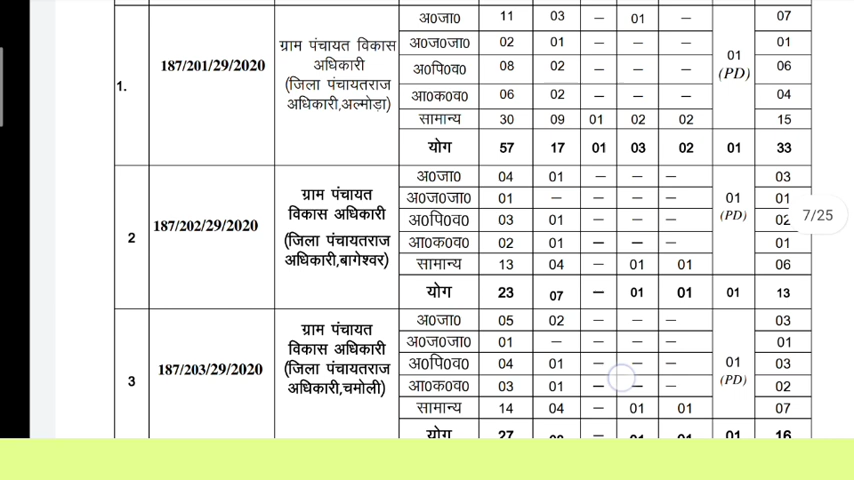 अ0जा0 11 03 – 01 – 07
1. 187/201/29/2020 ग्राम पंचायत विकास अधिकारी (जिला पंचायतराज अधिकारी,अल्मोड़ा) 01 (PD)
अ0ज0जा0 02 01 – – – 01
अ0पि0व0 08 02 – – – 06
आ0क0व0 06 02 – – – 04
सामान्य 30 09 01 02 02 15
योग 57 17 01 03 02 01 33
अ0जा0 04 01 – – – 03
2 187/202/29/2020 ग्राम पंचायत विकास अधिकारी (जिला पंचायतराज अधिकारी,बागेश्वर) 01 (PD)
अ0ज0जा0 01 – – – – 01
अ0पि0व0 03 01 – – – 02
7/25
आ0क0व0 02 01 – – – 01
सामान्य 13 04 – 01 01 06
योग 23 07 – 01 01 01 13
अ0जा0 05 02 – – – 03
3 187/203/29/2020 ग्राम पंचायत विकास अधिकारी (जिला पंचायतराज अधिकारी,चमोली) 01 (PD)
अ0ज0जा0 01 – – – – 01
अ0पि0व0 04 01 – – – 03
आ0क0व0 03 01 – – – 02
सामान्य 14 04 – 01 01 07
योग 27 – 01 01 01 16